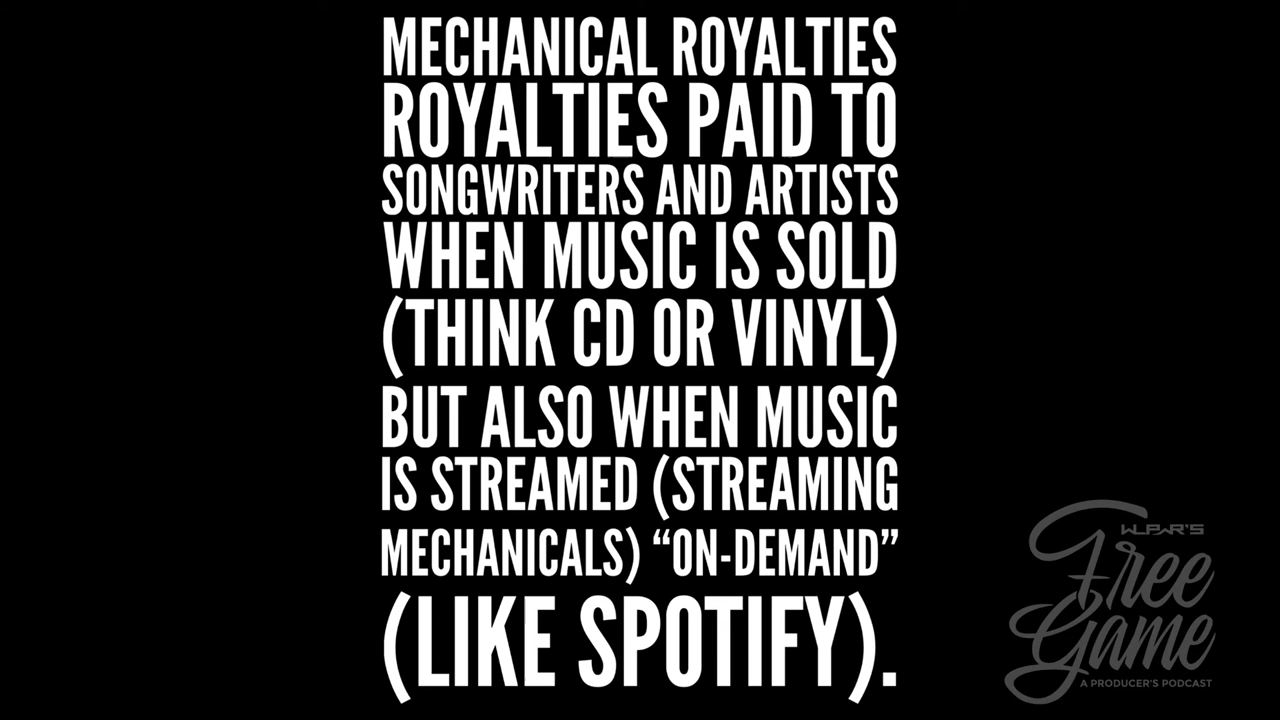 MECHANICAL ROYALTIES
ROYALTIES PAID TO
SONGWRITERS AND ARTISTS
WHEN MUSIC IS SOLD
(THINK CD OR VINYL)
BUT ALSO WHEN MUSIC
IS STREAMED (STREAMING
MECHANICALS) “ON-DEMAND”
(LIKE SPOTIFY).
WLPWR'S
Free
Game
A PRODUCER'S PODCAST